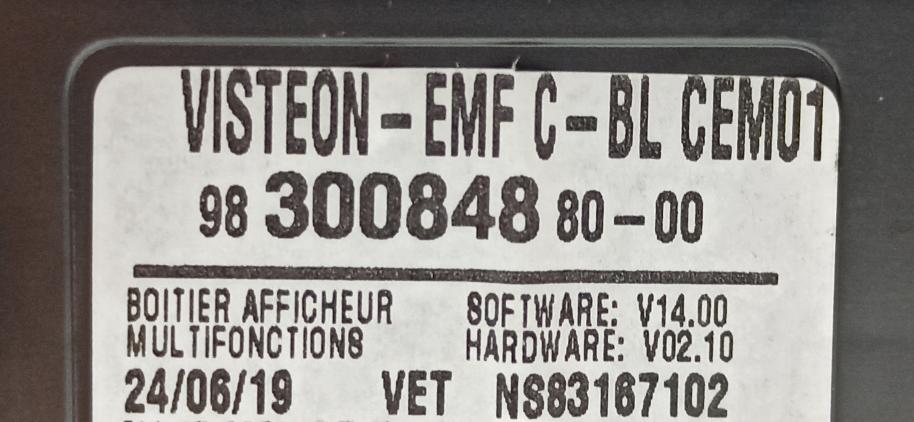 VISTEON-EMF C-BL CEM01
98 300848 80-00
BOITIER AFFICHEUR SOFTWARE: V14.00
MULTIFONCTIONS HARDWARE: V02.10
24/06/19 VET NS83167102